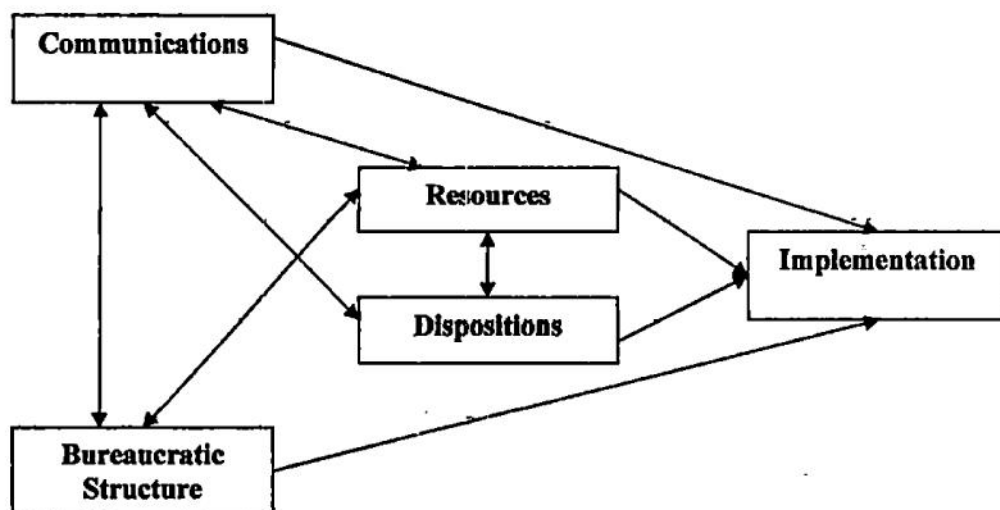 Communications
Resources
Implementation
Dispositions
Bureaucratic
Structure